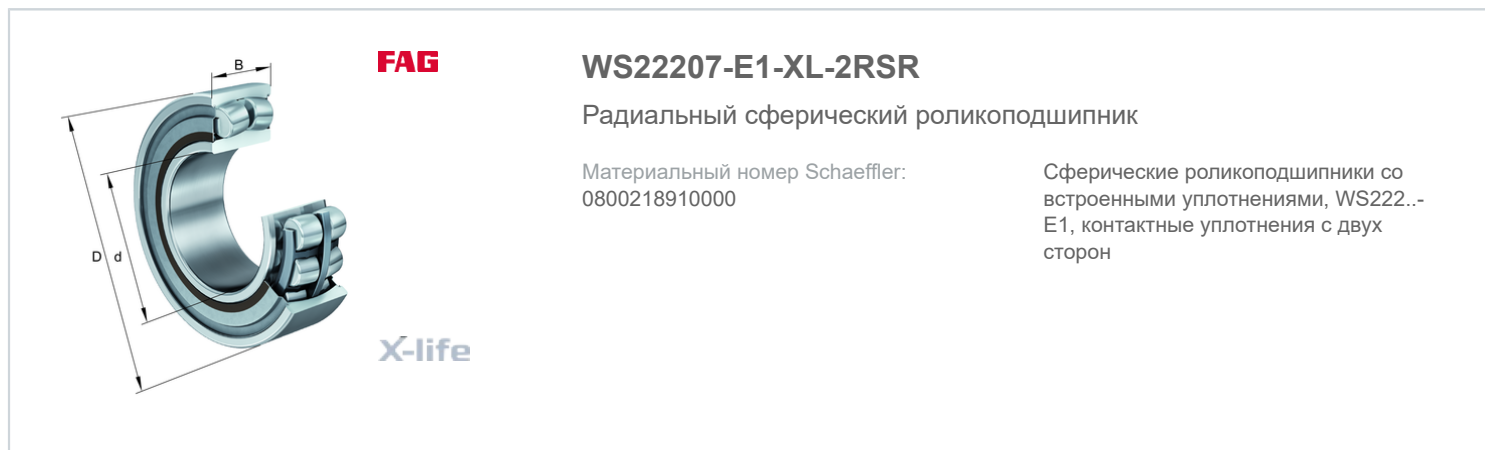 FAG
B
D
d
X-life
WS22207-E1-XL-2RSR
Радиальный сферический роликоподшипник
Материальный номер Schaeffler:
0800218910000
Сферические роликоподшипники со
встроенными уплотнениями, WS222..-
E1, контактные уплотнения с двух
сторон